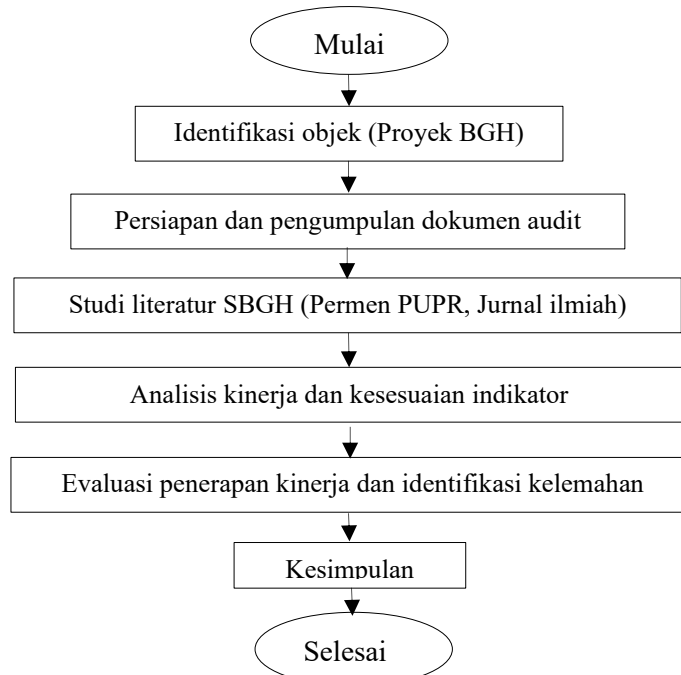 Mulai
Identifikasi objek (Proyek BGH)
Persiapan dan pengumpulan dokumen audit
Studi literatur SBGH (Permen PUPR, Jurnal ilmiah)
Analisis kinerja dan kesesuaian indikator
Evaluasi penerapan kinerja dan identifikasi kelemahan
Kesimpulan
Selesai